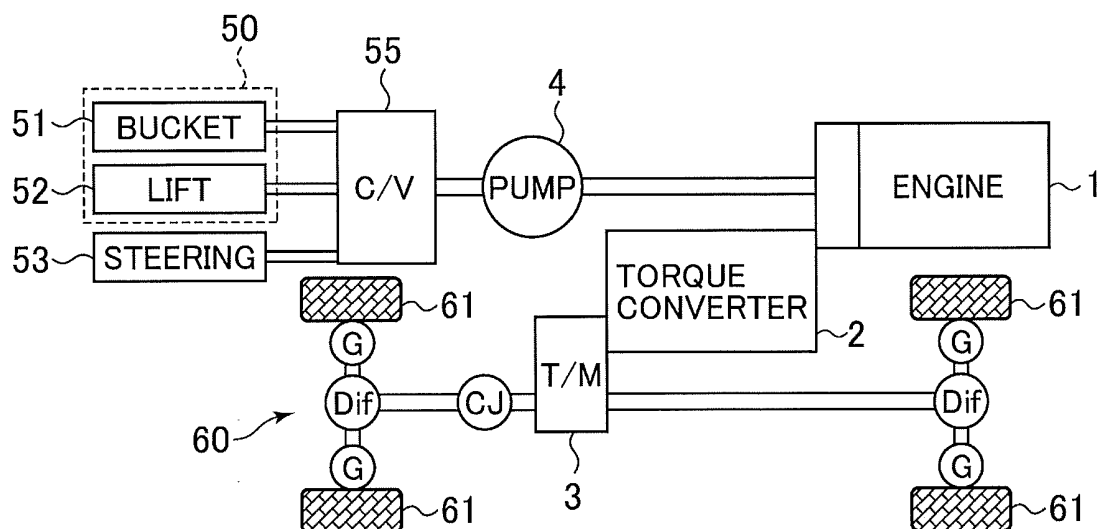 50
55
4
51
BUCKET
52
LIFT
C/V
PUMP
ENGINE
1
53
STEERING
TORQUE
CONVERTER
2
61
61
G
G
T/M
Dif
CJ
Dif
60
G
G
3
61
61